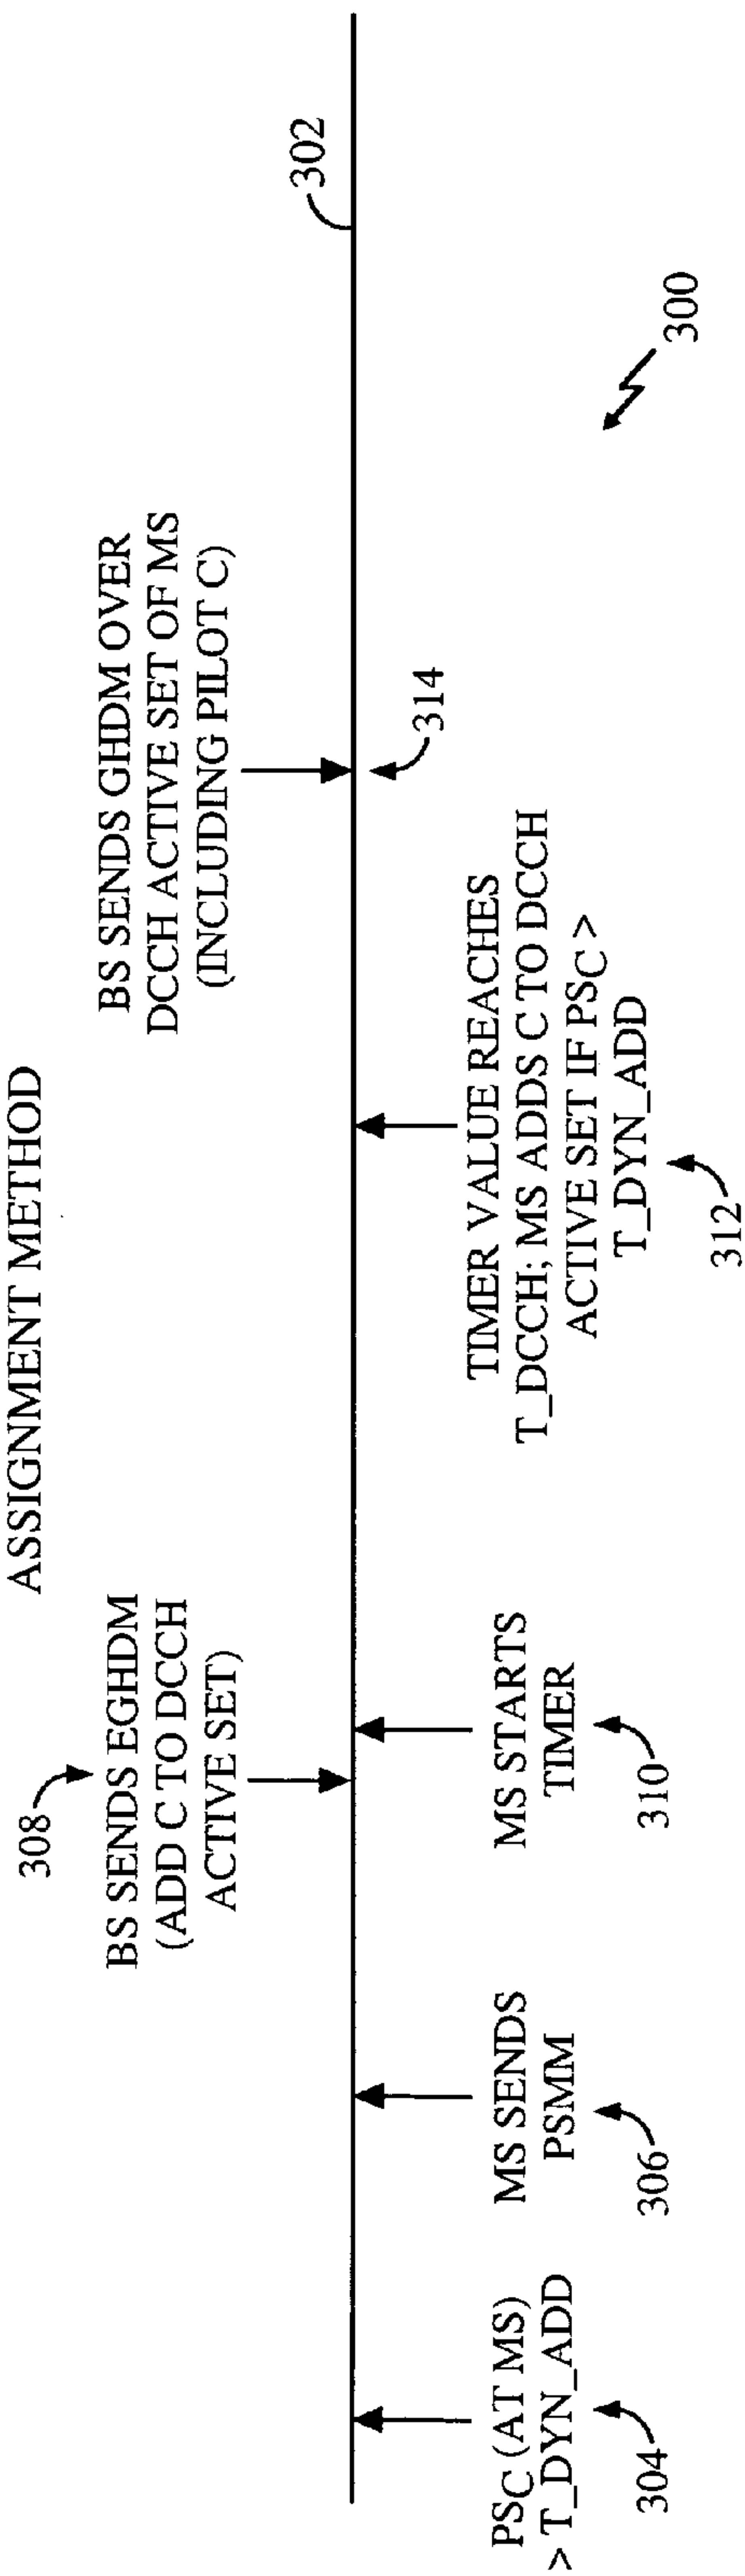 ASSIGNMENT METHOD
308
BS SENDS EGHDM
(ADD C TO DCCH
ACTIVE SET)
BS SENDS GHDM OVER
DCCH ACTIVE SET OF MS
(INCLUDING PILOT C)
302
PSC (AT MS)
> T_DYN_ADD
304
MS SENDS
PSMM
306
MS STARTS
TIMER
310
TIMER VALUE REACHES
T_DCCH; MS ADDS C TO DCCH
ACTIVE SET IF PSC >
T_DYN_ADD
312
314
300